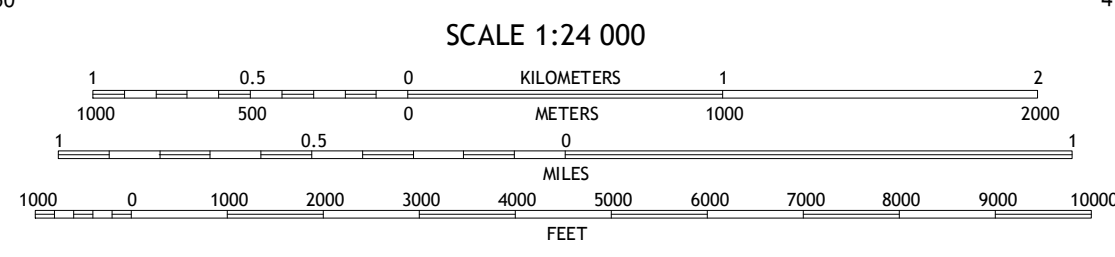 SCALE 1:24 000
1 0.5 0 KILOMETERS 1 2
1000 500 0 METERS 1000 2000
1 0.5 0 1
MILES
1000 0 1000 2000 3000 4000 5000 6000 7000 8000 9000 10000
FEET